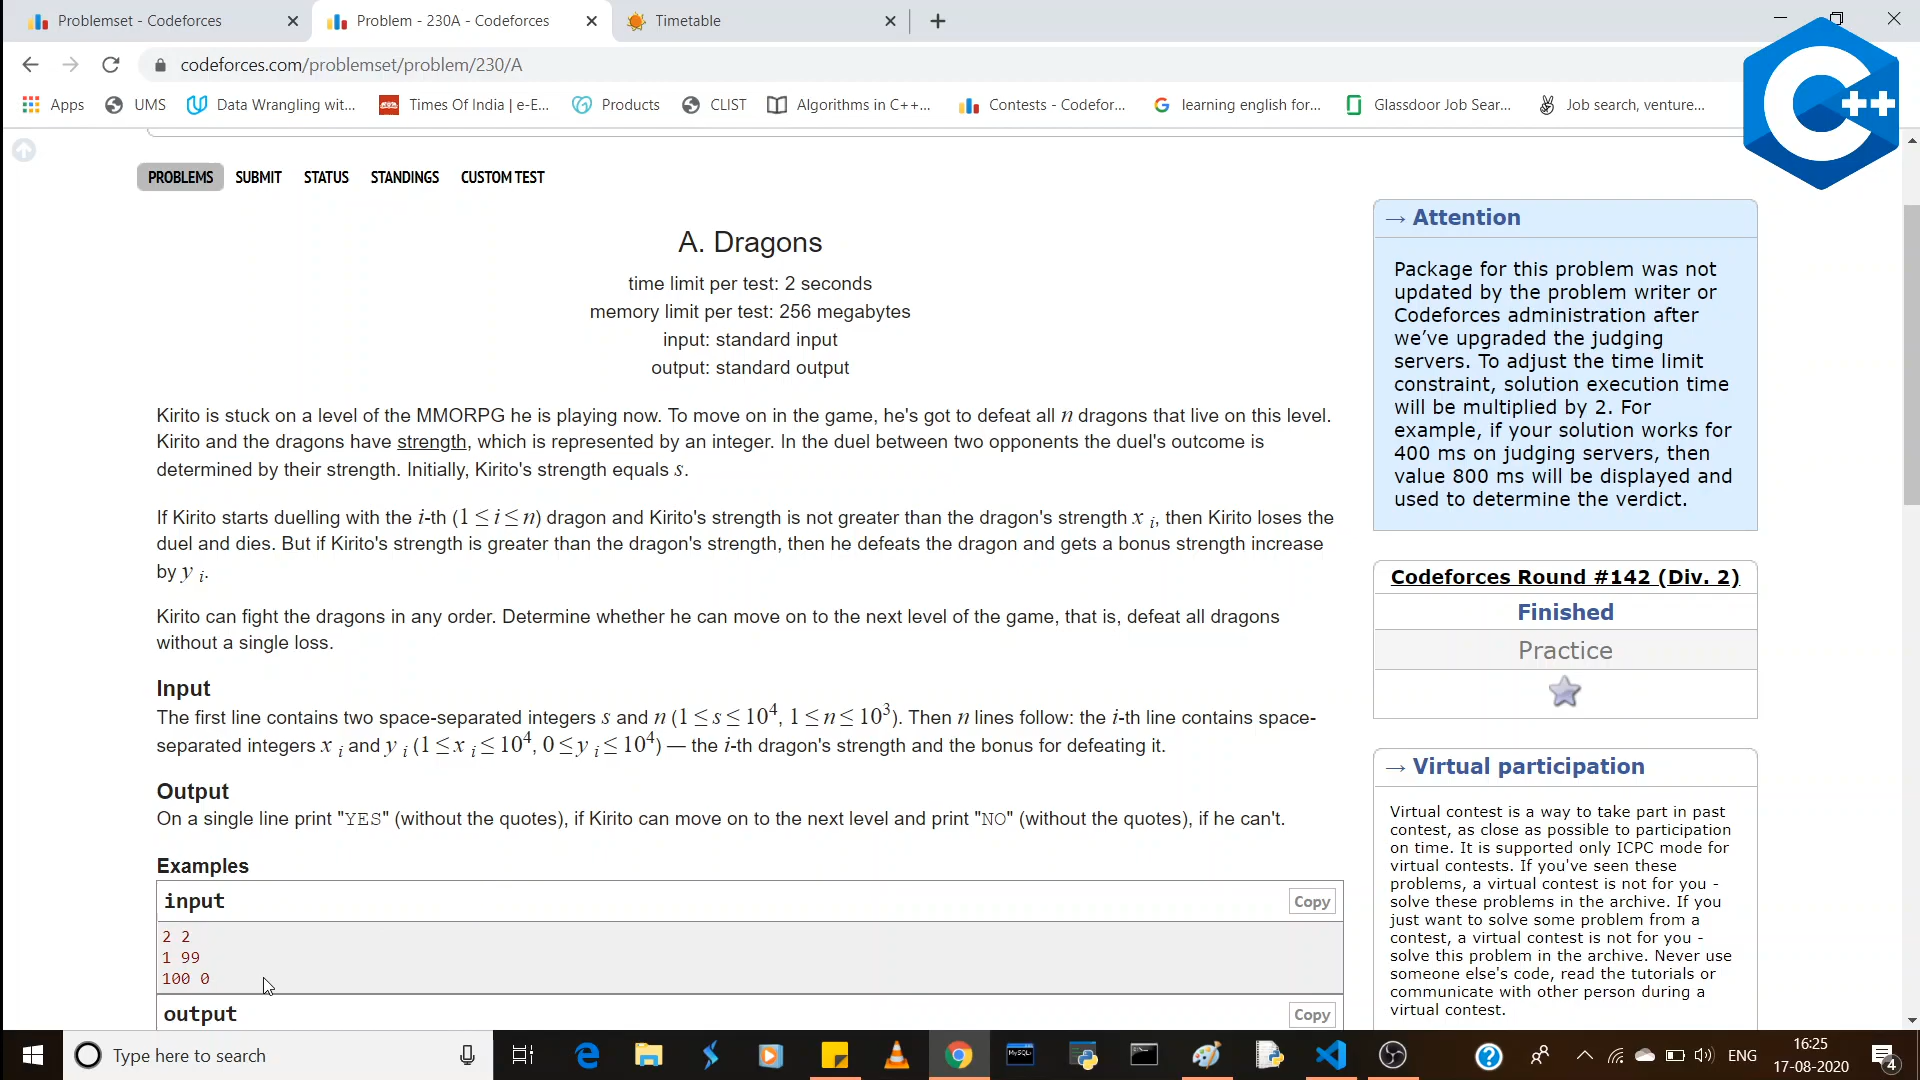 Problemset - Codeforces
Problem - 230A - Codeforces
Timetable
codeforces.com/problemset/problem/230/A
Apps
UMS
Data Wrangling wit...
Times Of India | e-E...
Products
CLIST
Algorithms in C++...
Contests - Codefor...
learning english for...
Glassdoor Job Sear...
Job search, venture...
C++
PROBLEMS SUBMIT STATUS STANDINGS CUSTOM TEST
A. Dragons
time limit per test: 2 seconds
memory limit per test: 256 megabytes
input: standard input
output: standard output
Kirito is stuck on a level of the MMORPG he is playing now. To move on in the game, he's got to defeat all n dragons that live on this level.
Kirito and the dragons have strength, which is represented by an integer. In the duel between two opponents the duel's outcome is
determined by their strength. Initially, Kirito's strength equals s.
If Kirito starts duelling with the i-th (1 ≤ i ≤ n) dragon and Kirito's strength is not greater than the dragon's strength x i, then Kirito loses the
duel and dies. But if Kirito's strength is greater than the dragon's strength, then he defeats the dragon and gets a bonus strength increase
by y i.
Kirito can fight the dragons in any order. Determine whether he can move on to the next level of the game, that is, defeat all dragons
without a single loss.
Input
The first line contains two space-separated integers s and n (1 ≤ s ≤ 10^4, 1 ≤ n ≤ 10^3). Then n lines follow: the i-th line contains space-
separated integers x i and y i (1 ≤ x i ≤ 10^4, 0 ≤ y i ≤ 10^4) — the i-th dragon's strength and the bonus for defeating it.
Output
On a single line print "YES" (without the quotes), if Kirito can move on to the next level and print "NO" (without the quotes), if he can't.
Examples
input
Copy
2 2
1 99
100 0
output
Copy
→ Attention
Package for this problem was not
updated by the problem writer or
Codeforces administration after
we've upgraded the judging
servers. To adjust the time limit
constraint, solution execution time
will be multiplied by 2. For
example, if your solution works for
400 ms on judging servers, then
value 800 ms will be displayed and
used to determine the verdict.
Codeforces Round #142 (Div. 2)
Finished
Practice
→ Virtual participation
Virtual contest is a way to take part in past
contest, as close as possible to participation
on time. It is supported only ICPC mode for
virtual contests. If you've seen these
problems, a virtual contest is not for you -
solve these problems in the archive. If you
just want to solve some problem from a
contest, a virtual contest is not for you -
solve this problem in the archive. Never use
someone else's code, read the tutorials or
communicate with other person during a
virtual contest.
Type here to search
MySQL
ENG
16:25
17-08-2020
4